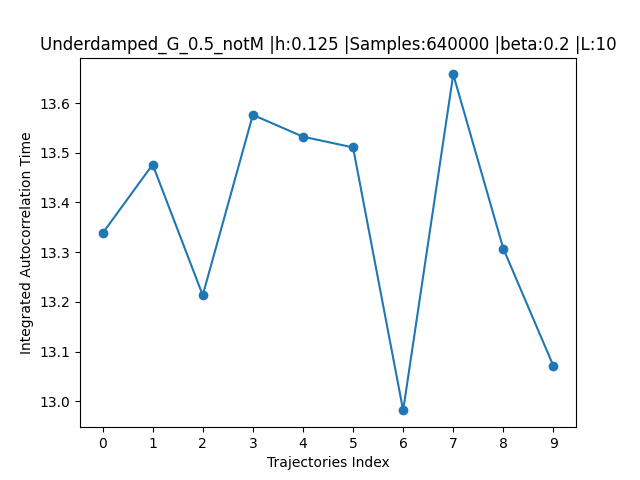 Underdamped_G_0.5_notM |h:0.125 |Samples:640000 |beta:0.2 |L:10
Integrated Autocorrelation Time
13.6
13.5
13.4
13.3
13.2
13.1
13.0
0 1 2 3 4 5 6 7 8 9
Trajectories Index